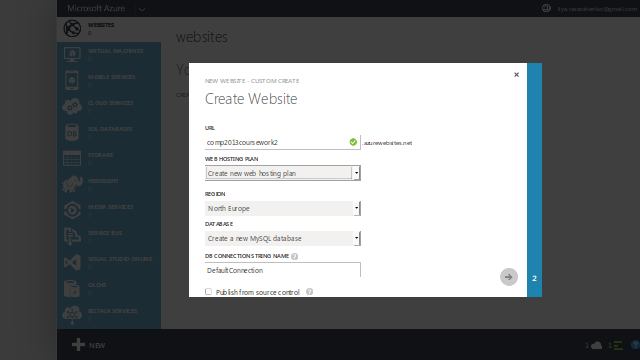 Microsoft Azure
WEBSITES
VIRTUAL MACHINES
MOBILE SERVICES
CLOUD SERVICES
SQL DATABASES
STORAGE
HDINSIGHT
MEDIA SERVICES
SERVICE BUS
VISUAL STUDIO ONLINE
CACHE
BIZTALK SERVICES
NEW
websites
NEW WEBSITE - CUSTOM CREATE
Create Website
URL
comp2013coursework2
.azurewebsites.net
WEB HOSTING PLAN
Create new web hosting plan
REGION
North Europe
DATABASE
Create a new MySQL database
DB CONNECTION STRING NAME ?
DefaultConnection
Publish from source control ?
2